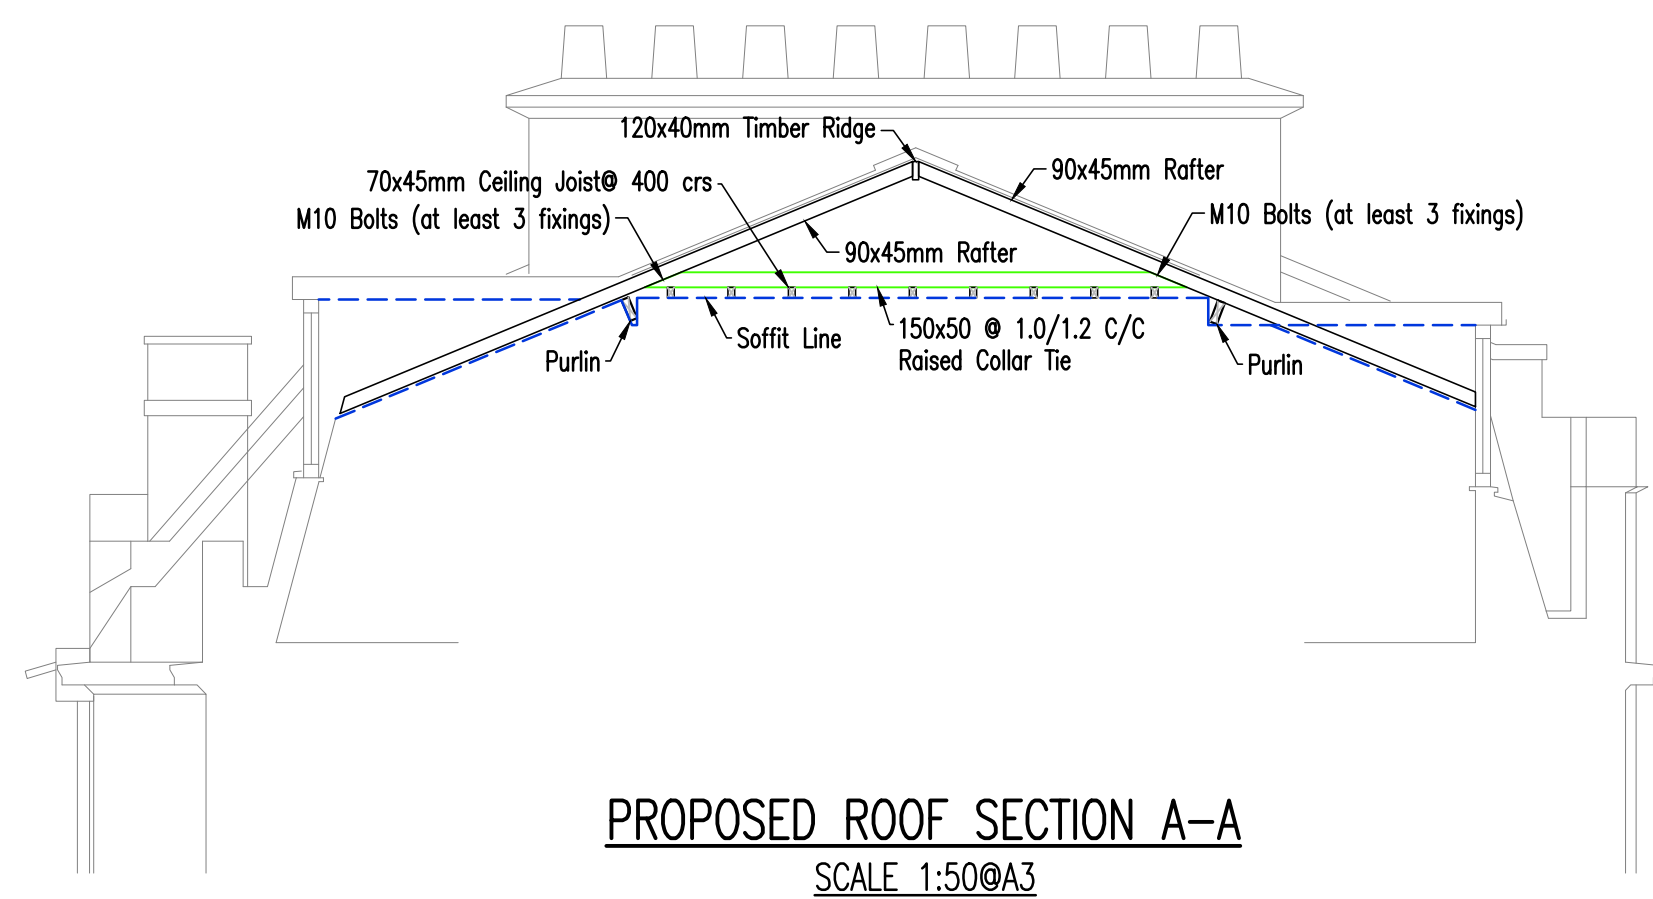 120x40mm Timber Ridge
90x45mm Rafter
70x45mm Ceiling Joist@ 400 crs
M10 Bolts (at least 3 fixings)
M10 Bolts (at least 3 fixings)
90x45mm Rafter
Soffit Line
150x50 @ 1.0/1.2 C/C
Raised Collar Tie
Purlin
Purlin
PROPOSED ROOF SECTION A-A
SCALE 1:50@A3